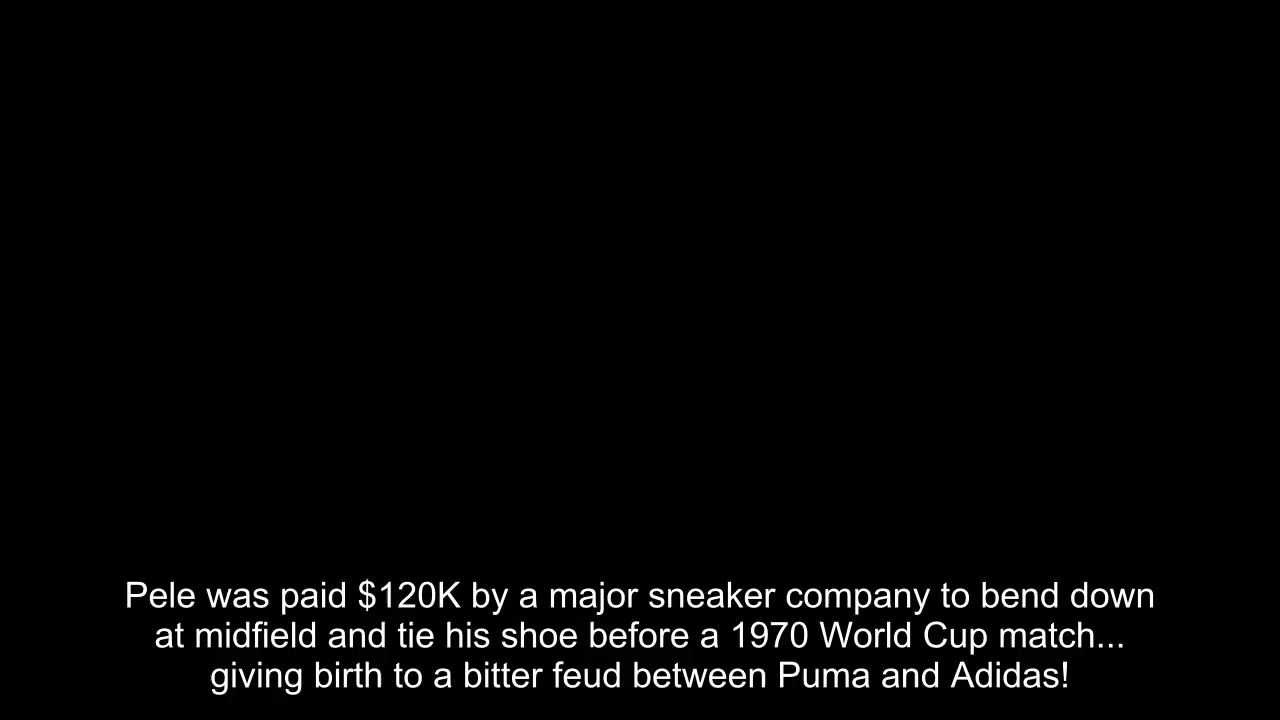 Pele was paid $120K by a major sneaker company to bend down
at midfield and tie his shoe before a 1970 World Cup match...
giving birth to a bitter feud between Puma and Adidas!